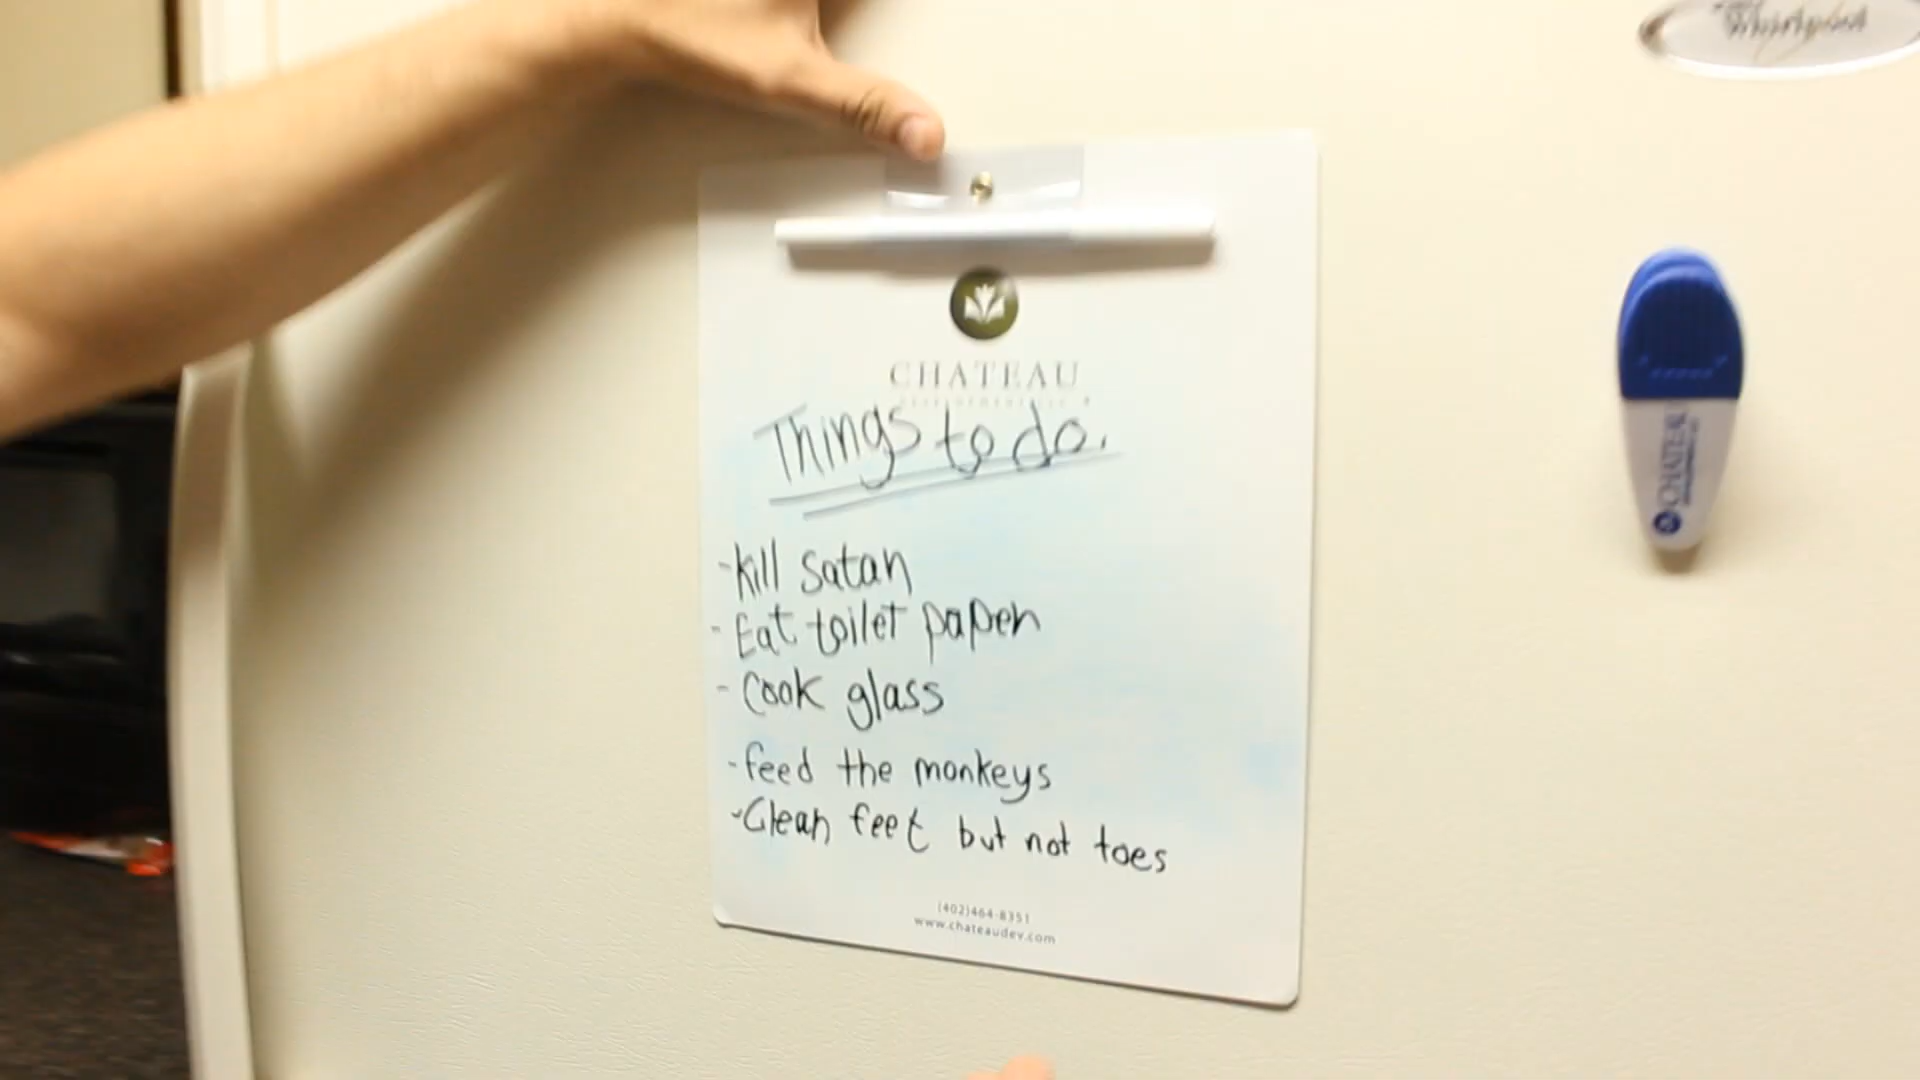 Whirlpool
CHATEAU
Things to do.
-Kill Satan
- Eat toilet paper
- Cook glass
-feed the monkeys
-Clean feet but not toes
(402)464-8351
www.chateaudev.com
CHATEAU